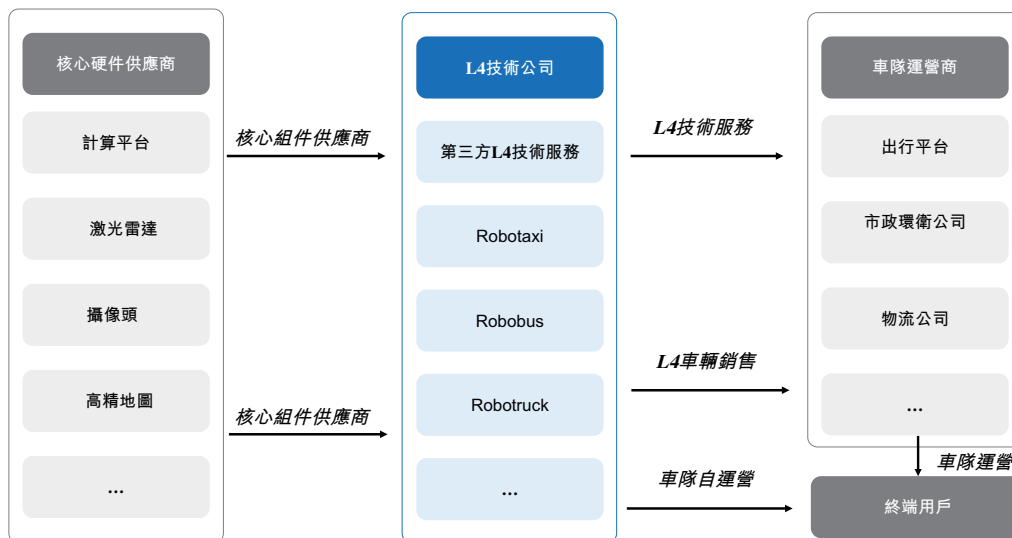 核心硬件供應商
計算平台
激光雷達
攝像頭
高精地圖
...
核心組件供應商
核心組件供應商
L4技術公司
第三方L4技術服務
Robotaxi
Robobus
Robotruck
...
L4技術服務
L4車輛銷售
車隊自運營
車隊運營商
出行平台
市政環衛公司
物流公司
...
車隊運營
終端用戶